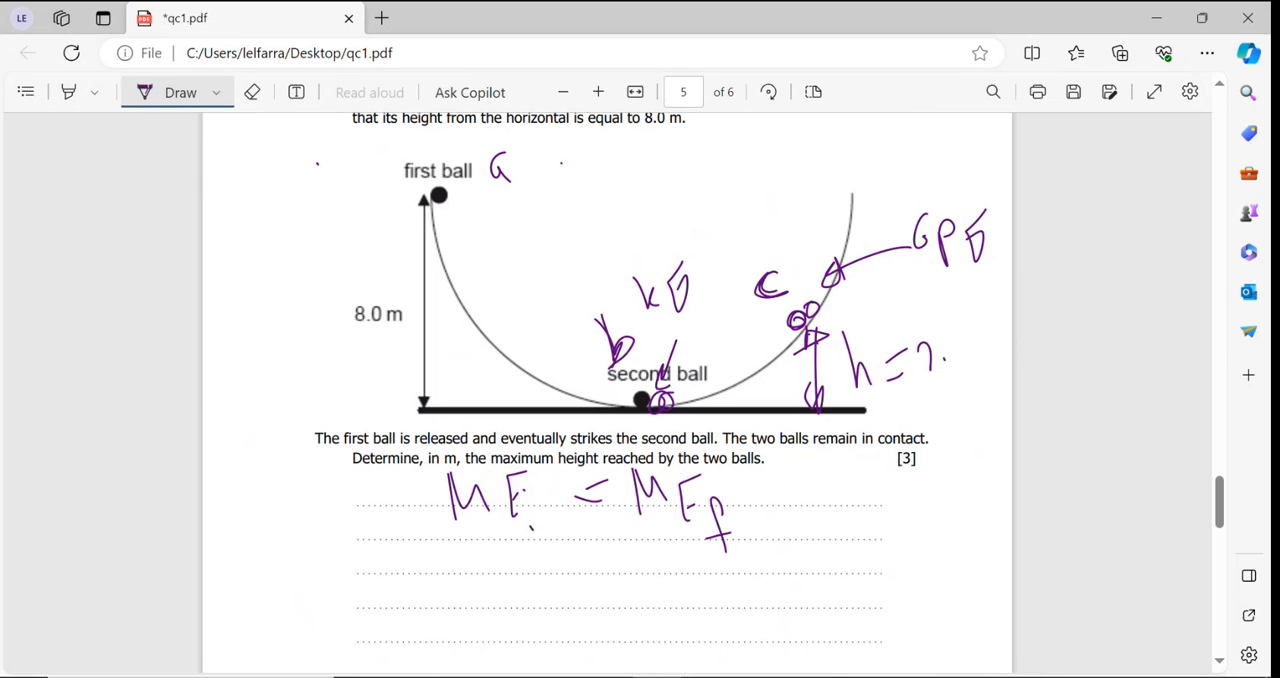 LE
*qc1.pdf
File C:/Users/lelfarra/Desktop/qc1.pdf
Draw
Read aloud
Ask Copilot
5 of 6
that its height from the horizontal is equal to 8.0 m.
first ball a
GPE
KE
c
8.0 m
b
h = ?
second ball
The first ball is released and eventually strikes the second ball. The two balls remain in contact.
Determine, in m, the maximum height reached by the two balls. [3]
ME = MEf